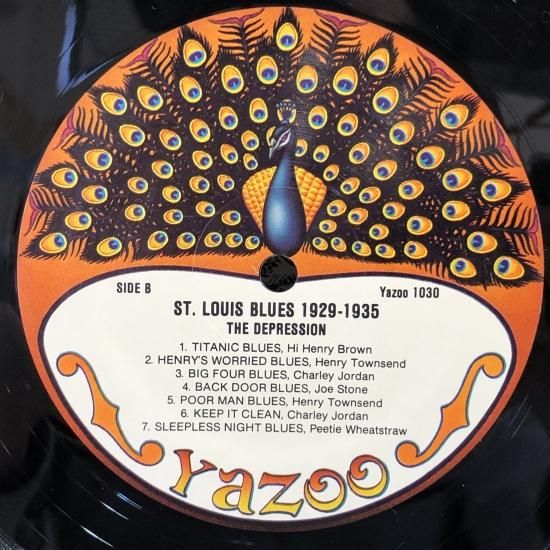 SIDE B
Yazoo 1030
ST. LOUIS BLUES 1929-1935
THE DEPRESSION
1. TITANIC BLUES, Hi Henry Brown
2. HENRY'S WORRIED BLUES, Henry Townsend
3. BIG FOUR BLUES, Charley Jordan
4. BACK DOOR BLUES, Joe Stone
5. POOR MAN BLUES, Henry Townsend
6. KEEP IT CLEAN, Charley Jordan
7. SLEEPLESS NIGHT BLUES, Peetie Wheatstraw
Yazoo